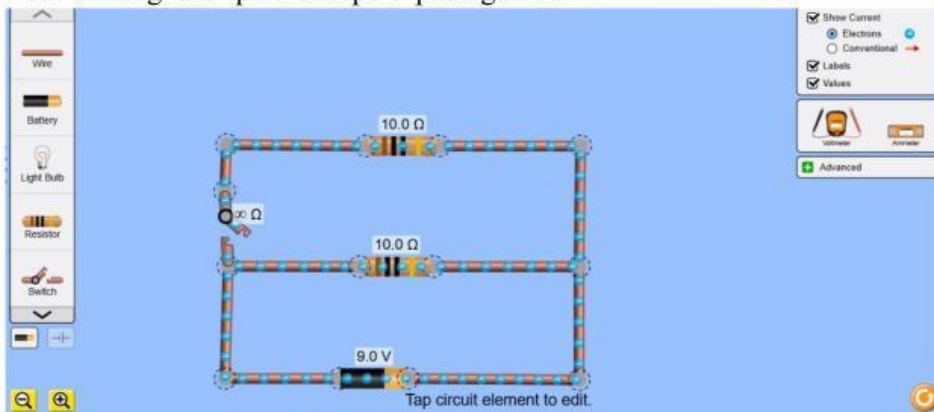 Show Current
Electrons
Conventional
Labels
Values
Wire
Battery
Light Bulb
Resistor
Switch
Voltmeter
Ammeter
Advanced
10.0 Ω
∞ Ω
10.0 Ω
9.0 V
Tap circuit element to edit.